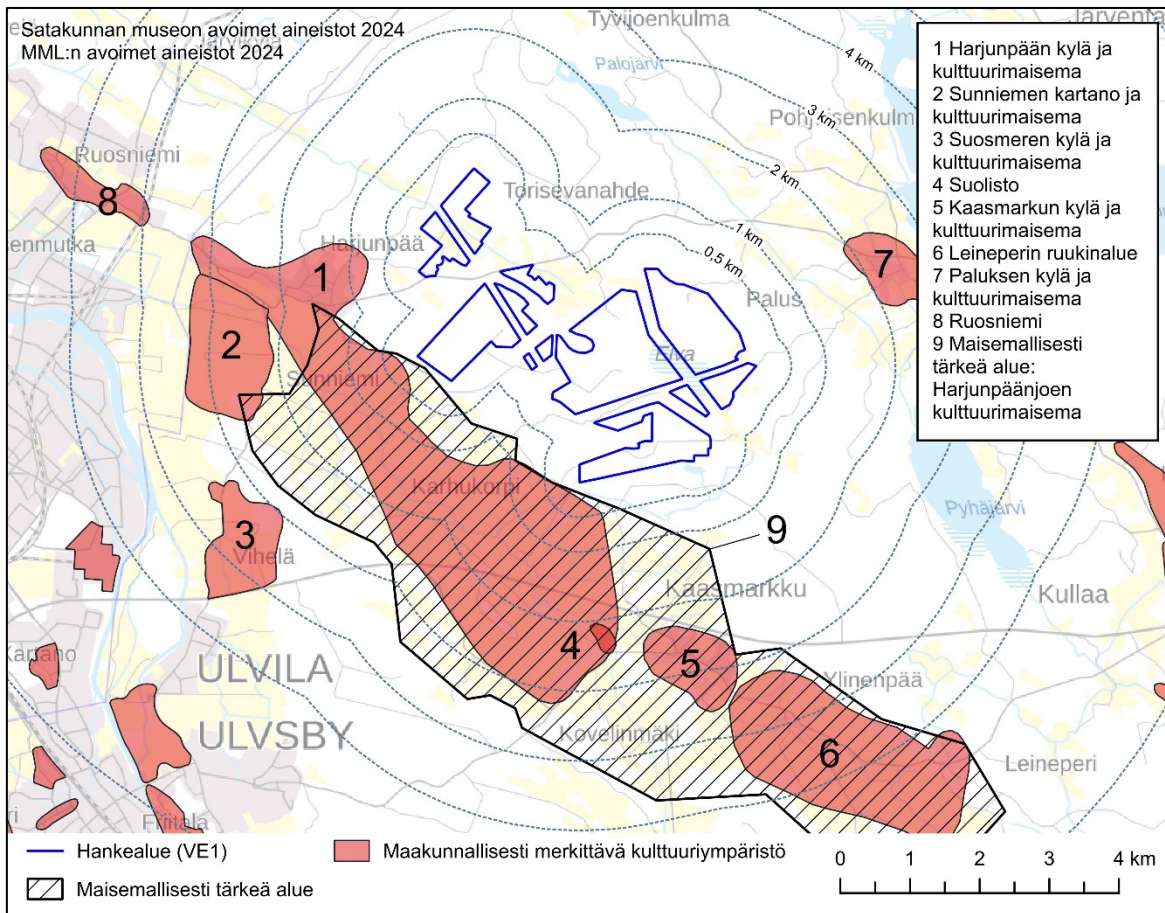 Satakunnan museon avoimet aineistot 2024
MML:n avoimet aineistot 2024
Tyvijoenkulma
Palojärvi
4 km
3 km
2 km
1 km
0,5 km
1 Harjunpään kylä ja
kulttuurimaisema
2 Sunniemen kartano ja
kulttuurimaisema
3 Suosmeren kylä ja
kulttuurimaisema
4 Suolisto
5 Kaasmarkun kylä ja
kulttuurimaisema
6 Leineperin ruukinalue
7 Paluksen kylä ja
kulttuurimaisema
8 Ruosniemi
9 Maisemallisesti
tärkeä alue:
Harjunpäänjoen
kulttuurimaisema
Ruosniemi
8
enmutka
Torisevanahde
Harjunpää
1
2
7
Palus
Elva
Sunniemi
Karhukorpi
3
Vihelä
9
Pyhäjärvi
Kaasmarkku
Kullaa
4
5
Kartano
ULVILA
ULVSBY
Ylinenpää
Kovelinmäki
6
Leineperi
ri
Friitala
Hankealue (VE1)
Maakunnallisesti merkittävä kulttuuriympäristö
Maisemallisesti tärkeä alue
0 1 2 3 4 km